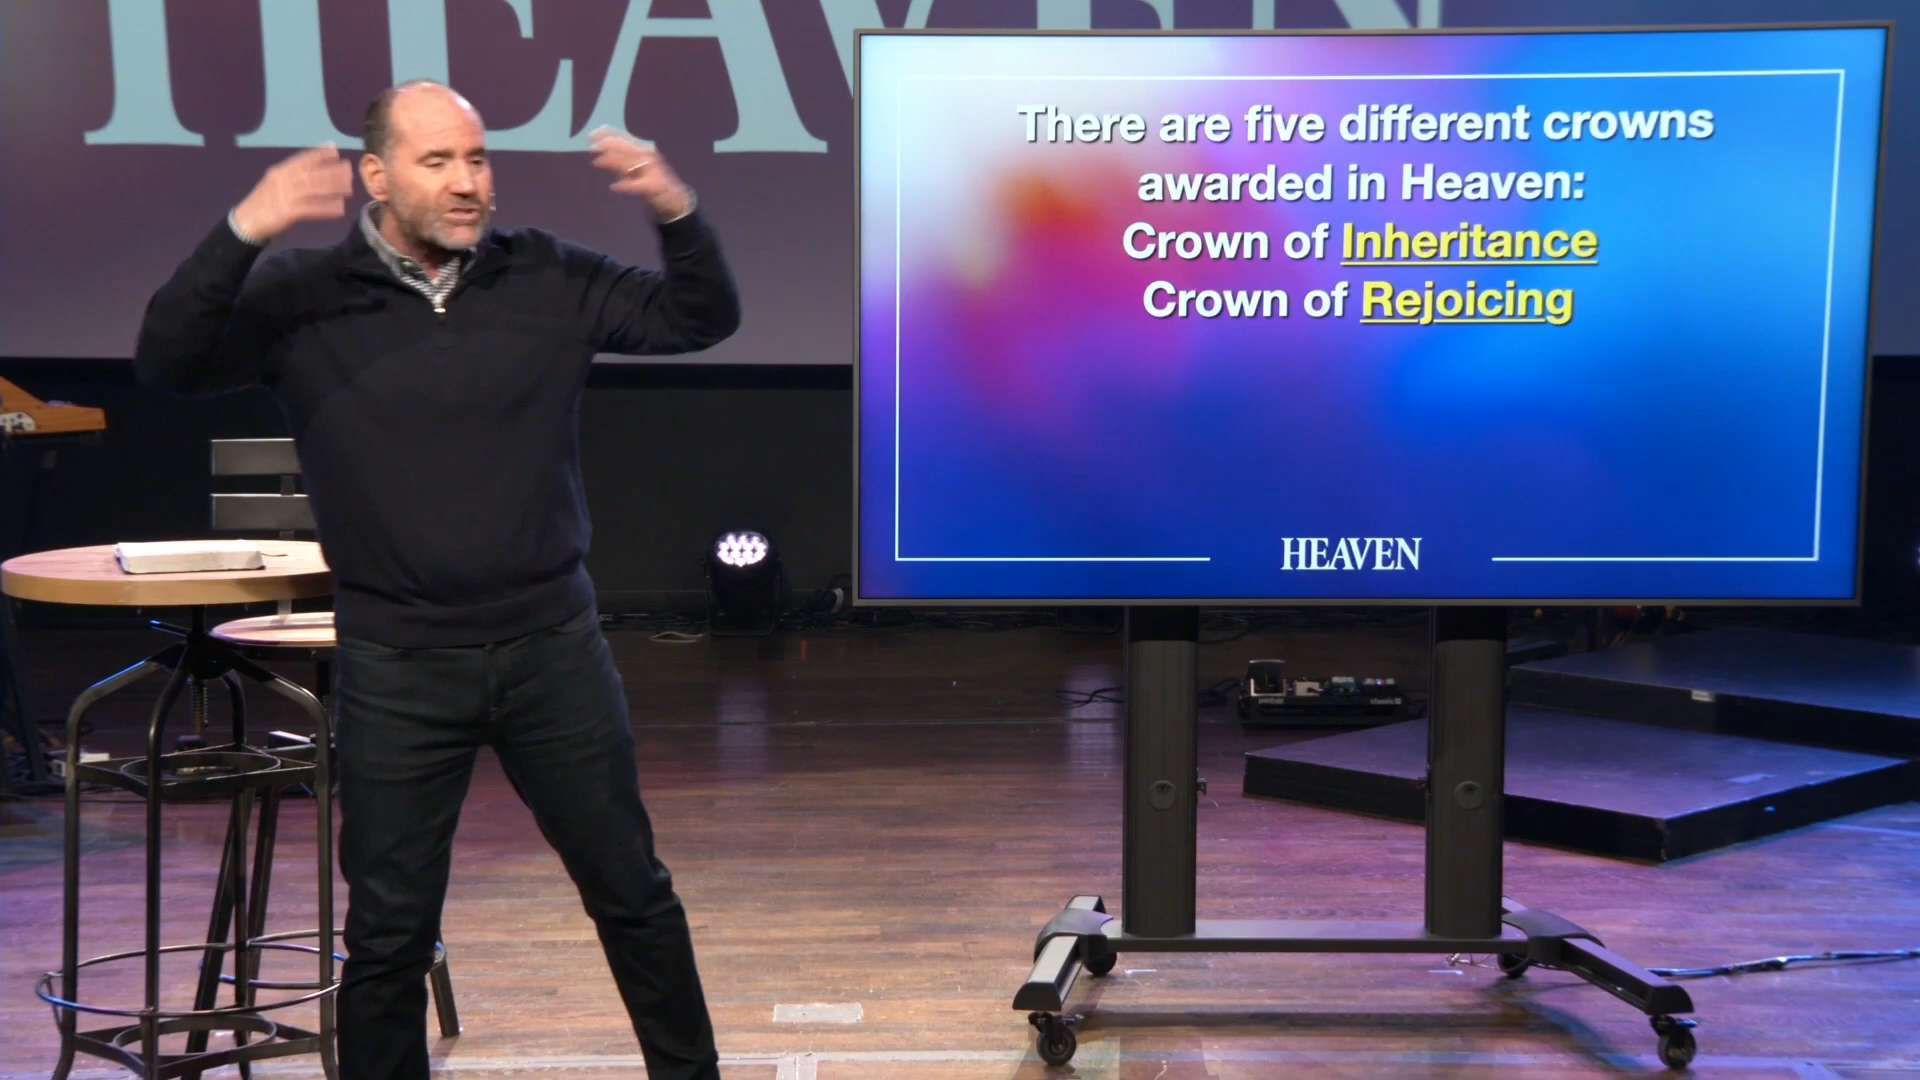 HEAVEN
There are five different crowns
awarded in Heaven:
Crown of Inheritance
Crown of Rejoicing
HEAVEN